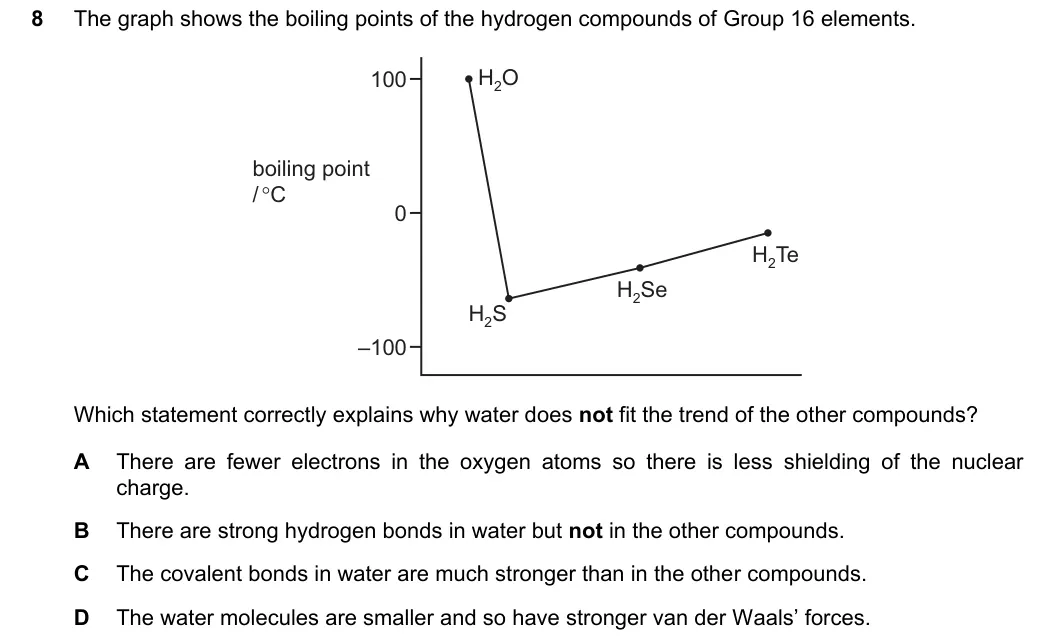 8 The graph shows the boiling points of the hydrogen compounds of Group 16 elements.
100
H₂O
boiling point
/°C
0
H₂Te
H₂Se
H₂S
–100
Which statement correctly explains why water does not fit the trend of the other compounds?
A There are fewer electrons in the oxygen atoms so there is less shielding of the nuclear
charge.
B There are strong hydrogen bonds in water but not in the other compounds.
C The covalent bonds in water are much stronger than in the other compounds.
D The water molecules are smaller and so have stronger van der Waals’ forces.